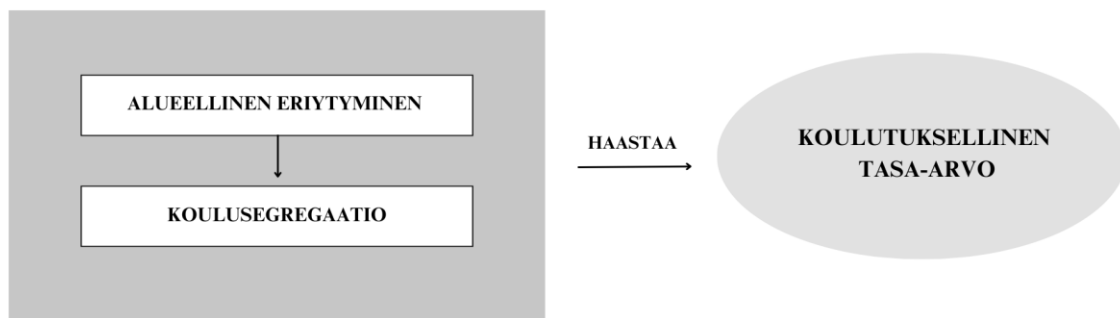 ALUEELLINEN ERIYTYMINEN
KOULUSEGREGAATIO
HAASTAA
KOULUTUKSELLINEN
TASA-ARVO